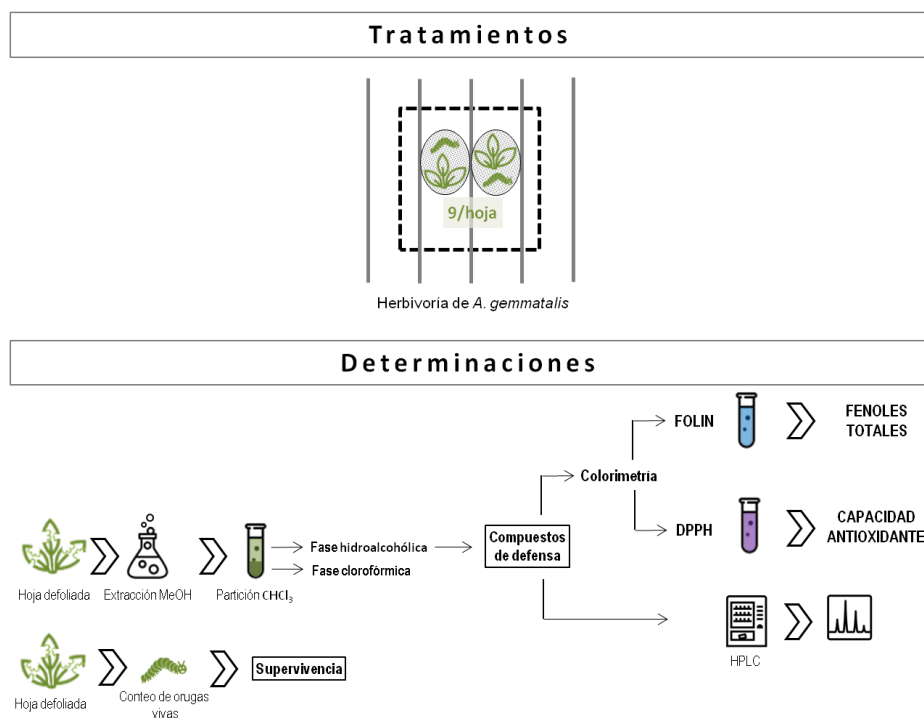 Tratamientos
9/hoja
Herbivoria de A. gemmatalis
Determinaciones
FOLIN
FENOLES
TOTALES
Colorimetría
DPPH
CAPACIDAD
ANTIOXIDANTE
Fase hidroalcohólica
Fase clorofórmica
Compuestos
de defensa
Hoja defoliada
Extracción MeOH
Partición CHCl₃
HPLC
Hoja defoliada
Conteo de orugas
vivas
Supervivencia